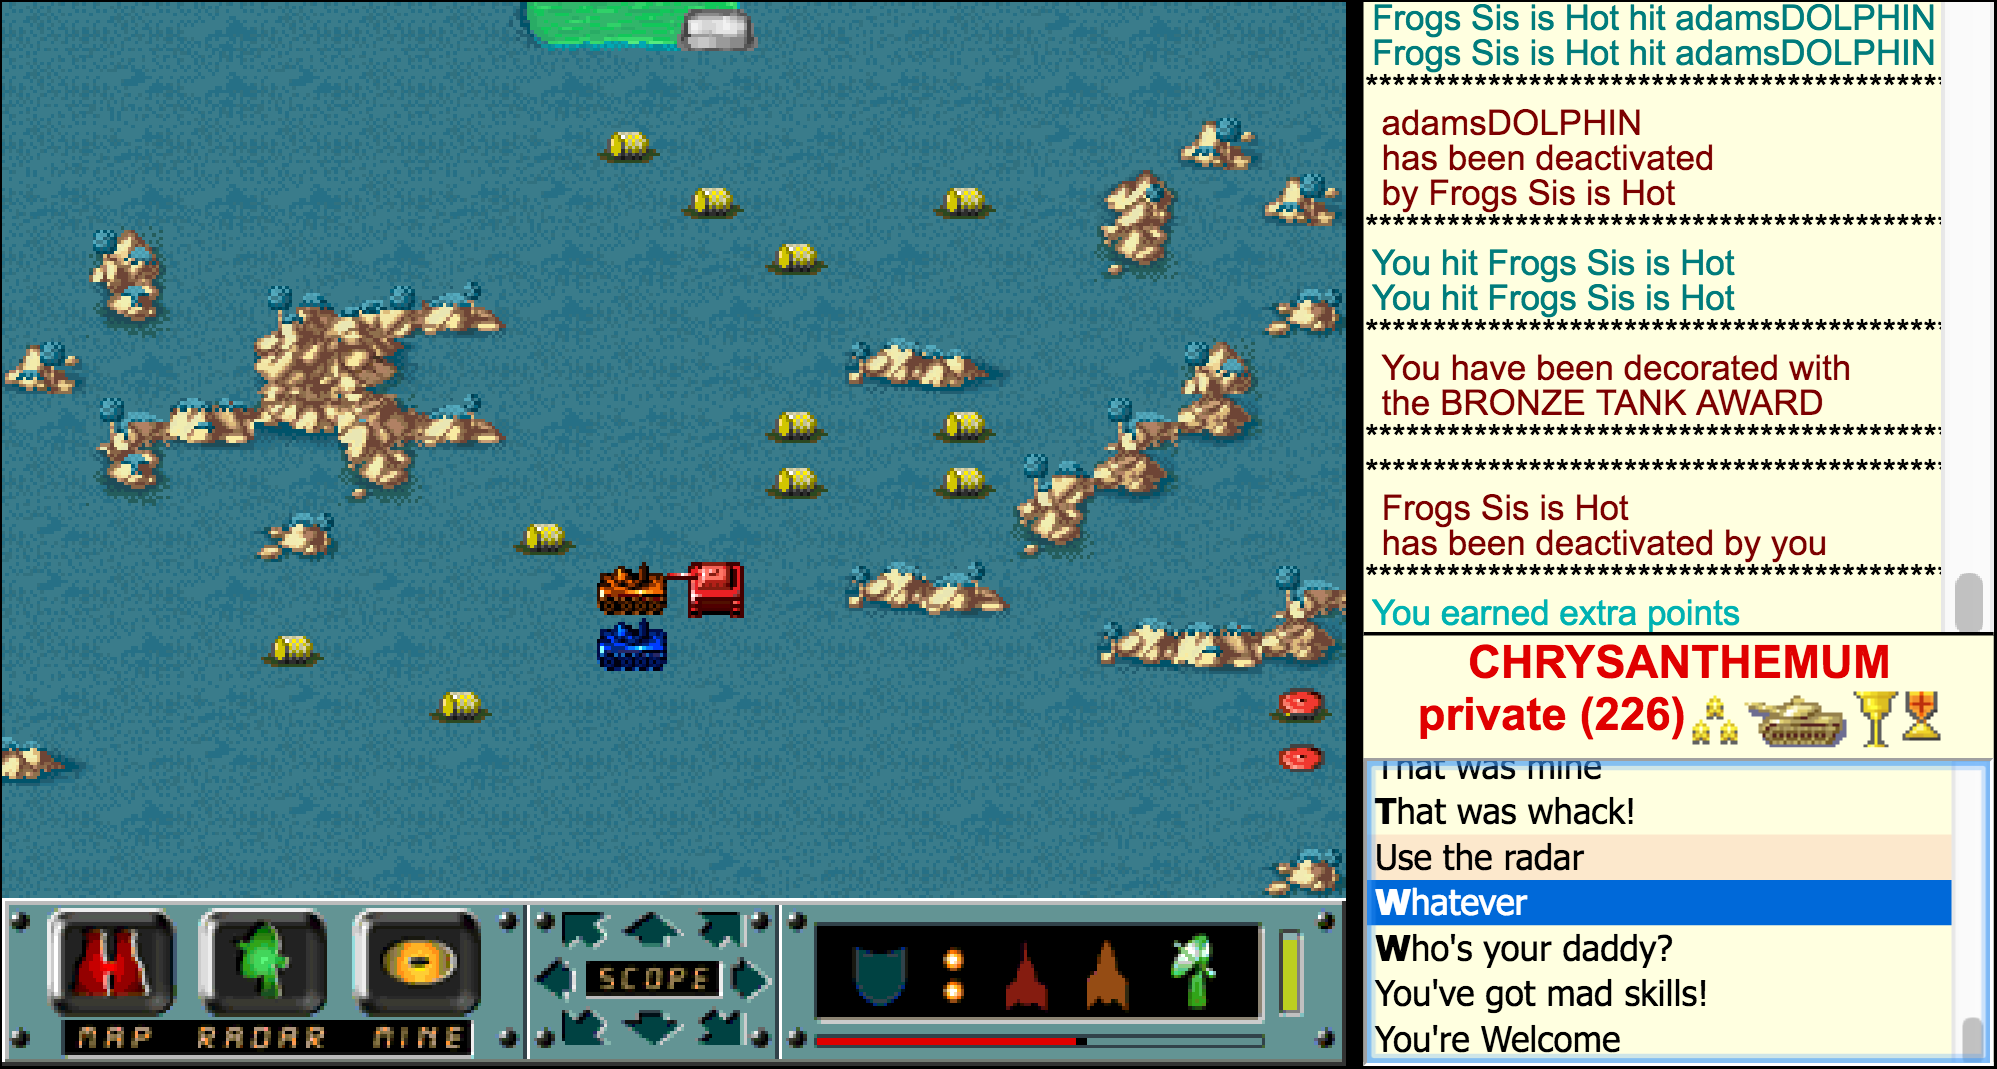 Frogs Sis is Hot hit adamsDOLPHIN
Frogs Sis is Hot hit adamsDOLPHIN
*******************************************
adamsDOLPHIN
has been deactivated
by Frogs Sis is Hot
*******************************************
You hit Frogs Sis is Hot
You hit Frogs Sis is Hot
*******************************************
You have been decorated with
the BRONZE TANK AWARD
*******************************************
*******************************************
Frogs Sis is Hot
has been deactivated by you
*******************************************
You earned extra points
CHRYSANTHEMUM
private (226)
That was mine
That was whack!
Use the radar
Whatever
Who's your daddy?
You've got mad skills!
You're Welcome
MAP RADAR MINE
SCOPE